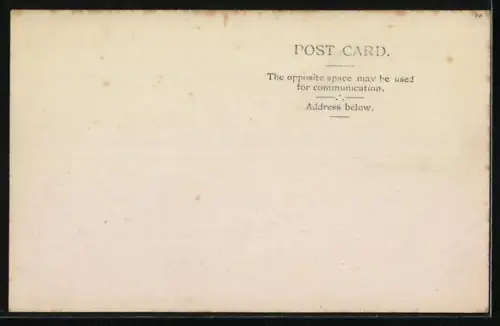 POST CARD.
The opposite space may be used
for communication.
Address below.